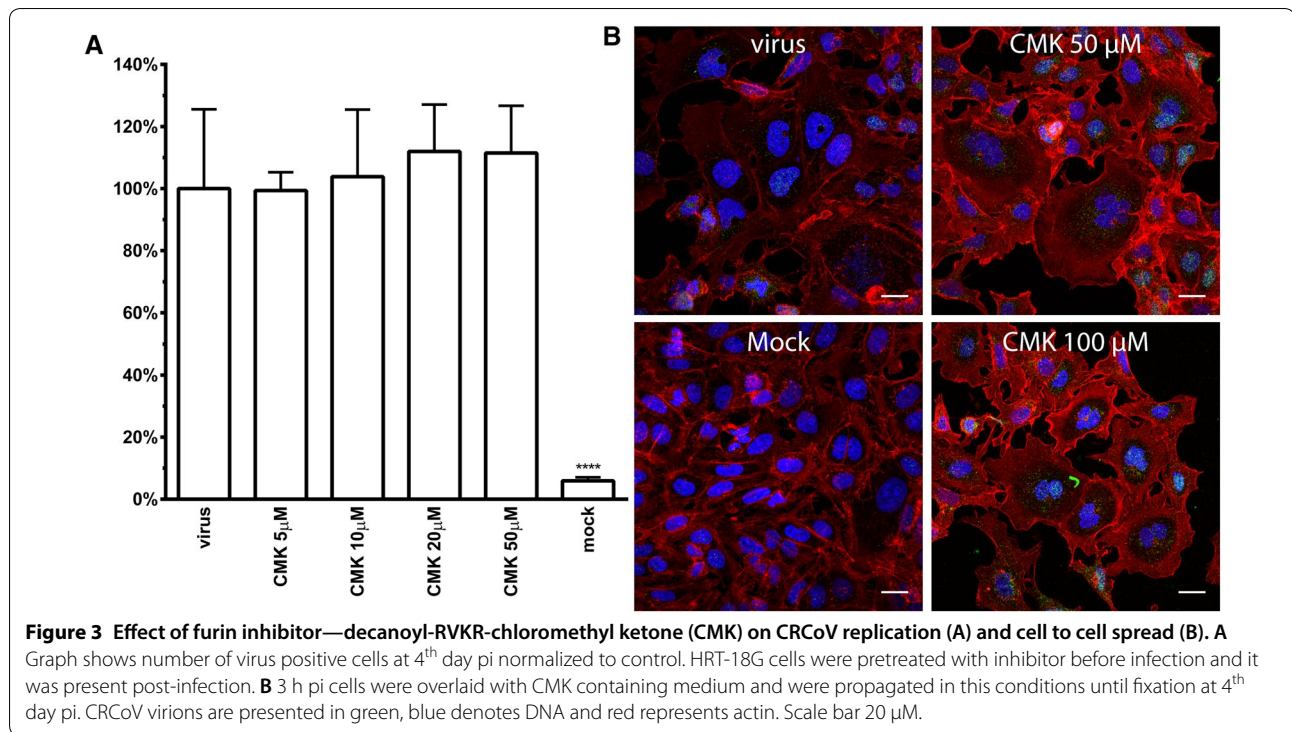 A
140%
120%
100%
80%
60%
40%
20%
0%
****
virus
CMK 5μM
CMK 10μM
CMK 20μM
CMK 50μM
mock
B
virus
CMK 50 μM
Mock
CMK 100 μM
Figure 3 Effect of furin inhibitor—decanoyl-RVKR-chloromethyl ketone (CMK) on CRCoV replication (A) and cell to cell spread (B). A
Graph shows number of virus positive cells at 4th day pi normalized to control. HRT-18G cells were pretreated with inhibitor before infection and it
was present post-infection. B 3 h pi cells were overlaid with CMK containing medium and were propagated in this conditions until fixation at 4th
day pi. CRCoV virions are presented in green, blue denotes DNA and red represents actin. Scale bar 20 μM.